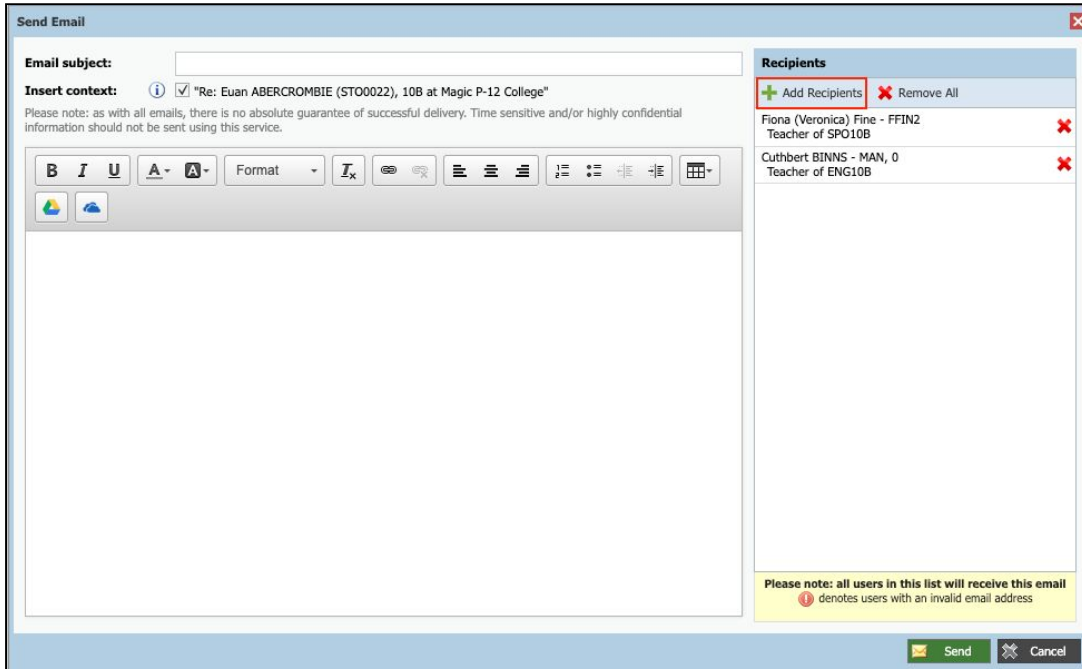 Send Email
Email subject:
Insert context:
"Re: Euan ABERCROMBIE (STO0022), 10B at Magic P-12 College"
Please note: as with all emails, there is no absolute guarantee of successful delivery. Time sensitive and/or highly confidential
information should not be sent using this service.
B I U A A Format Ix
Recipients
Add Recipients Remove All
Fiona (Veronica) Fine - FFIN2
Teacher of SPO10B
Cuthbert BINNS - MAN, 0
Teacher of ENG10B
Please note: all users in this list will receive this email
denotes users with an invalid email address
Send Cancel